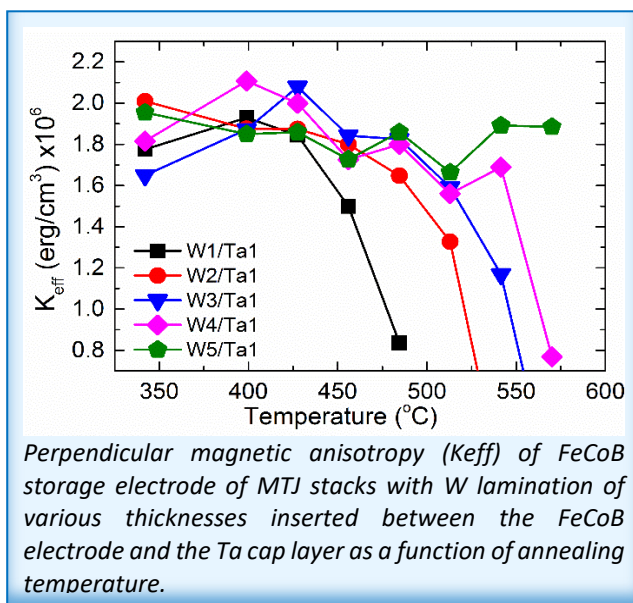 2.2
2.0
1.8
1.6
1.4
1.2
1.0
0.8
K_eff (erg/cm³) x10⁶
W1/Ta1
W2/Ta1
W3/Ta1
W4/Ta1
W5/Ta1
350 400 450 500 550 600
Temperature (°C)
Perpendicular magnetic anisotropy (Keff) of FeCoB
storage electrode of MTJ stacks with W lamination of
various thicknesses inserted between the FeCoB
electrode and the Ta cap layer as a function of annealing
temperature.